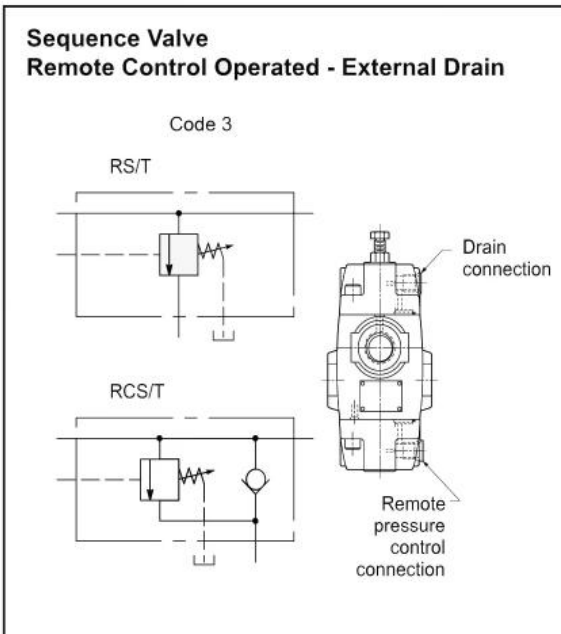 Sequence Valve
Remote Control Operated - External Drain
Code 3
RS/T
Drain
connection
RCS/T
Remote
pressure
control
connection